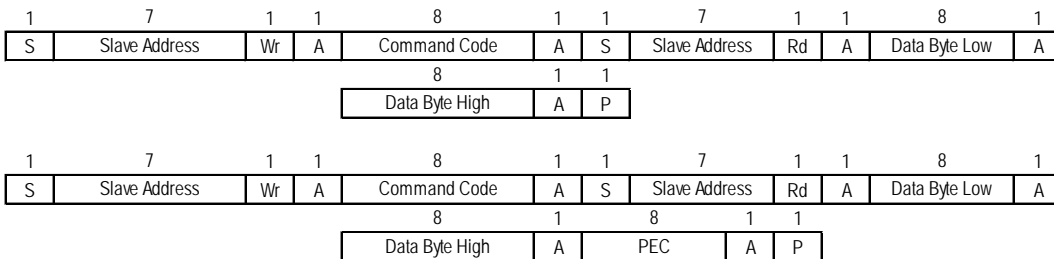 1 7 1 1 8 1 1 7 1 1 8 1
S Slave Address Wr A Command Code A S Slave Address Rd A Data Byte Low A
8 1 1
Data Byte High A P
1 7 1 1 8 1 1 7 1 1 8 1
S Slave Address Wr A Command Code A S Slave Address Rd A Data Byte Low A
8 1 8 1 1
Data Byte High A PEC A P